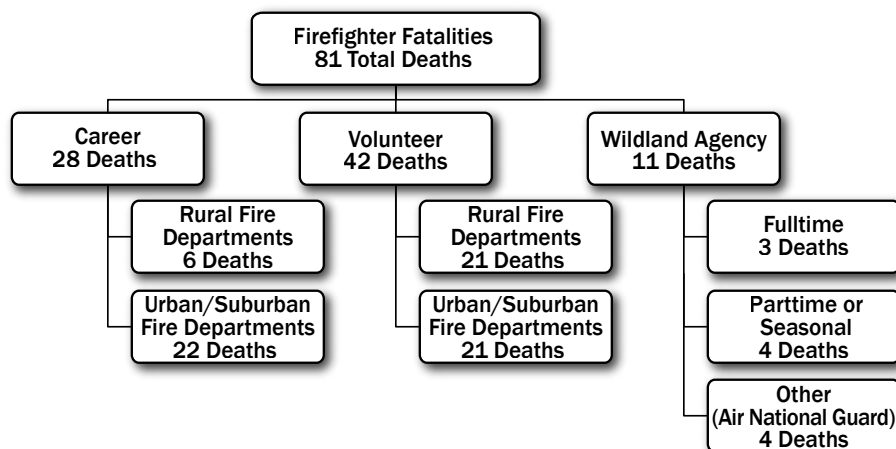 Firefighter Fatalities
81 Total Deaths
Career
28 Deaths
Volunteer
42 Deaths
Wildland Agency
11 Deaths
Rural Fire
Departments
6 Deaths
Urban/Suburban
Fire Departments
22 Deaths
Rural Fire
Departments
21 Deaths
Urban/Suburban
Fire Departments
21 Deaths
Fulltime
3 Deaths
Parttime or
Seasonal
4 Deaths
Other
(Air National Guard)
4 Deaths